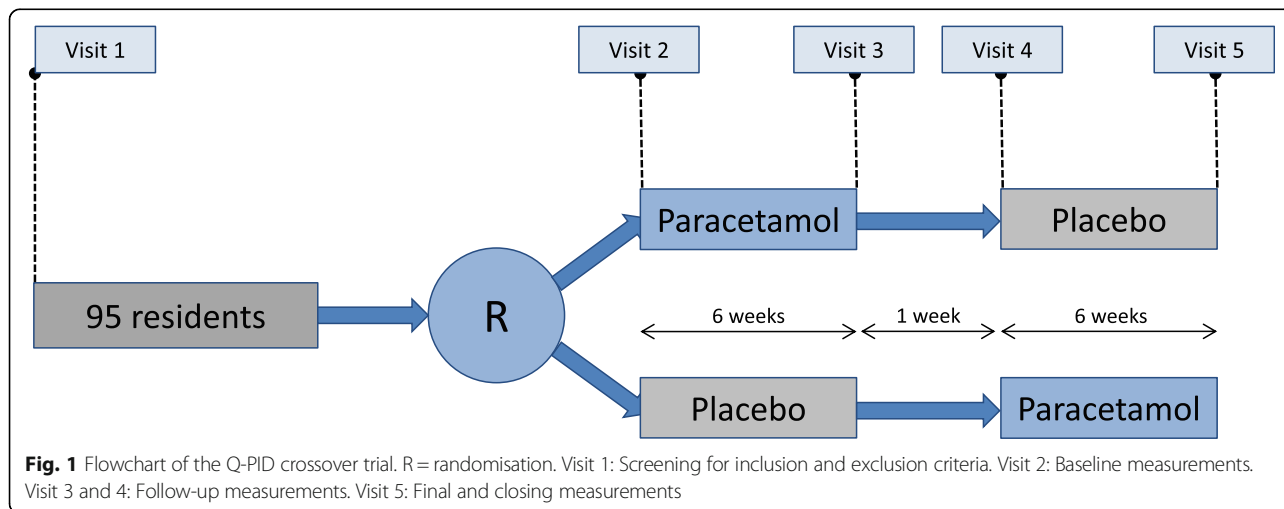 Visit 1
Visit 2
Visit 3
Visit 4
Visit 5
Paracetamol
Placebo
95 residents
R
6 weeks
1 week
6 weeks
Placebo
Paracetamol
Fig. 1 Flowchart of the Q-PID crossover trial. R = randomisation. Visit 1: Screening for inclusion and exclusion criteria. Visit 2: Baseline measurements.
Visit 3 and 4: Follow-up measurements. Visit 5: Final and closing measurements